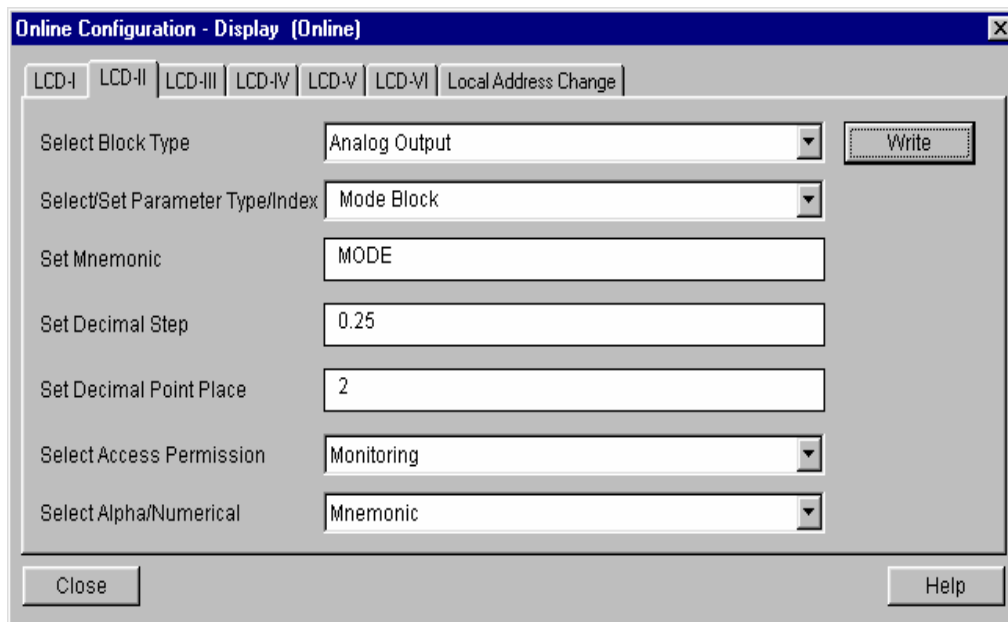 Online Configuration - Display (Online)
LCD-I LCD-II LCD-III LCD-IV LCD-V LCD-VI Local Address Change
Select Block Type Analog Output Write
Select/Set Parameter Type/Index Mode Block
Set Mnemonic MODE
Set Decimal Step 0.25
Set Decimal Point Place 2
Select Access Permission Monitoring
Select Alpha/Numerical Mnemonic
Close Help